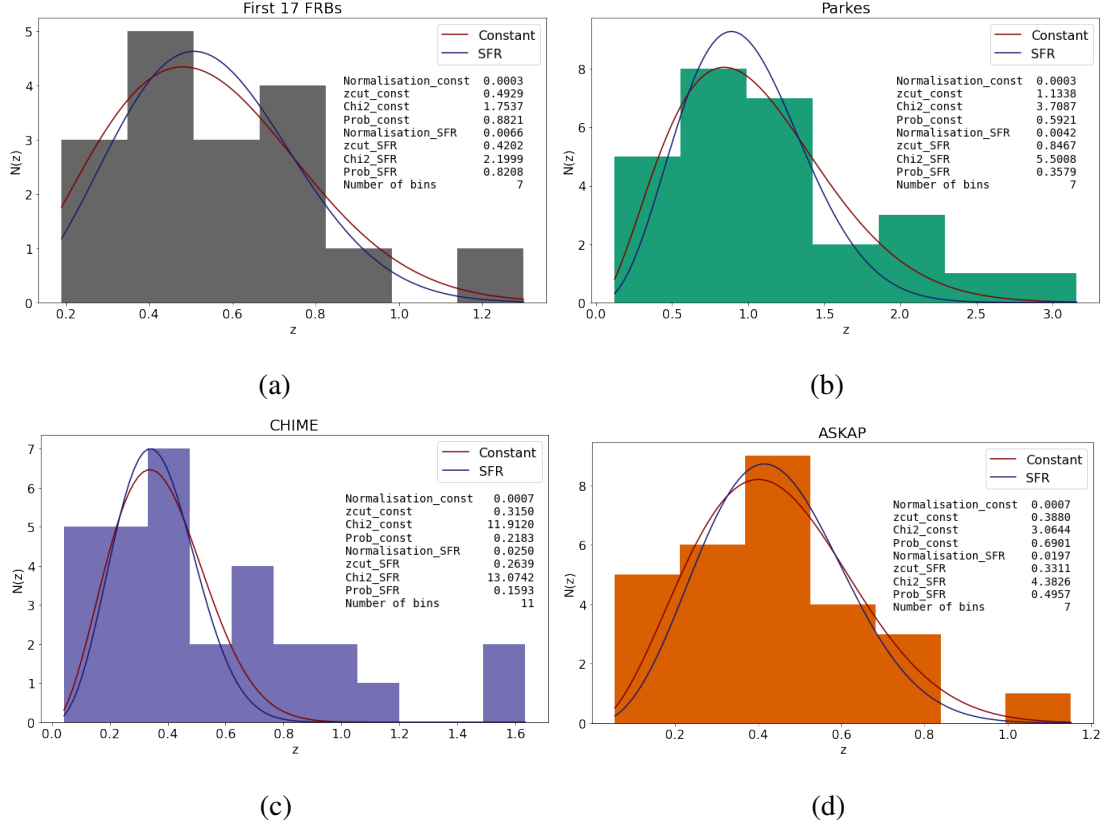 First 17 FRBs
Constant
SFR
Normalisation_const 0.0003
zcut_const 0.4929
Chi2_const 1.7537
Prob_const 0.8821
Normalisation_SFR 0.0066
zcut_SFR 0.4202
Chi2_SFR 2.1999
Prob_SFR 0.8208
Number of bins 7
N(z)
5
4
3
2
1
0
0.2 0.4 0.6 0.8 1.0 1.2
z
(a)
Parkes
Constant
SFR
Normalisation_const 0.0003
zcut_const 1.1338
Chi2_const 3.7087
Prob_const 0.5921
Normalisation_SFR 0.0042
zcut_SFR 0.8467
Chi2_SFR 5.5008
Prob_SFR 0.3579
Number of bins 7
N(z)
8
6
4
2
0
0.0 0.5 1.0 1.5 2.0 2.5 3.0
z
(b)
CHIME
Constant
SFR
Normalisation_const 0.0007
zcut_const 0.3150
Chi2_const 11.9120
Prob_const 0.2183
Normalisation_SFR 0.0250
zcut_SFR 0.2639
Chi2_SFR 13.0742
Prob_SFR 0.1593
Number of bins 11
N(z)
7
6
5
4
3
2
1
0
0.0 0.2 0.4 0.6 0.8 1.0 1.2 1.4 1.6
z
(c)
ASKAP
Constant
SFR
Normalisation_const 0.0007
zcut_const 0.3880
Chi2_const 3.0644
Prob_const 0.6901
Normalisation_SFR 0.0197
zcut_SFR 0.3311
Chi2_SFR 4.3826
Prob_SFR 0.4957
Number of bins 7
N(z)
8
6
4
2
0
0.2 0.4 0.6 0.8 1.0 1.2
z
(d)